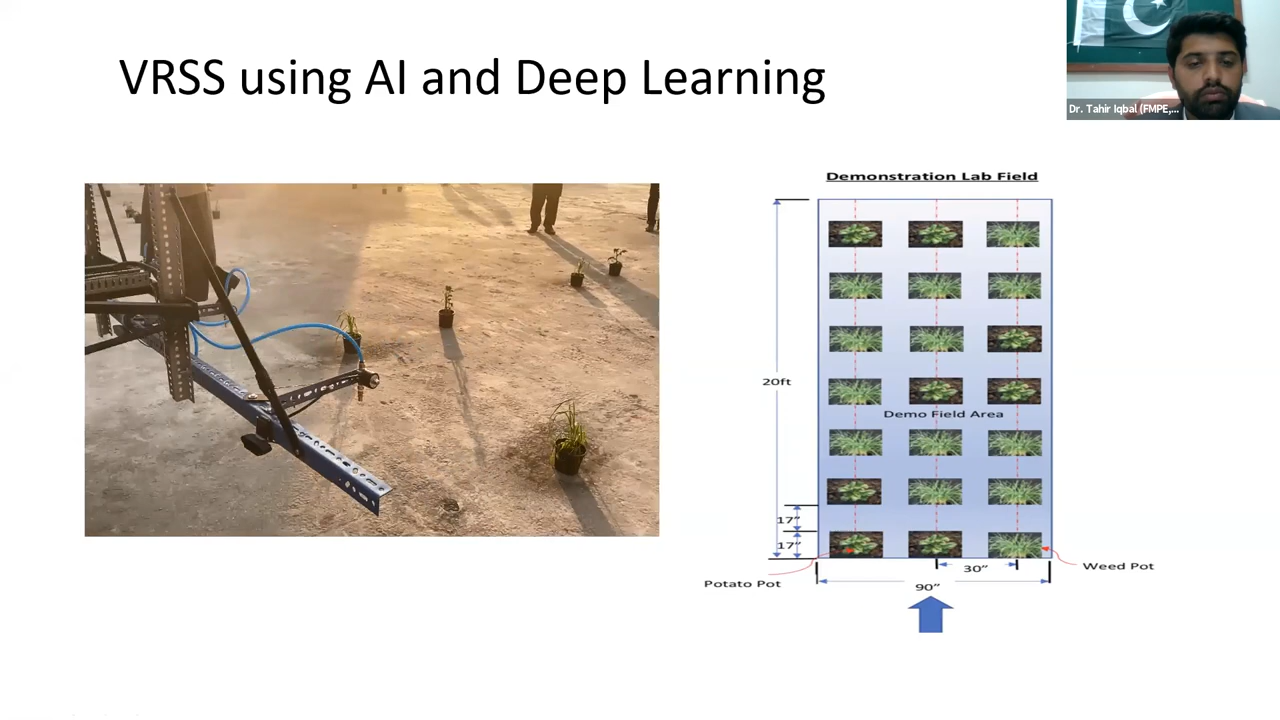 VRSS using AI and Deep Learning
Dr. Tahir Iqbal (FMPE,...
Demonstration Lab Field
20ft
Demo Field Area
17”
17”
30”
Potato Pot
Weed Pot
90”